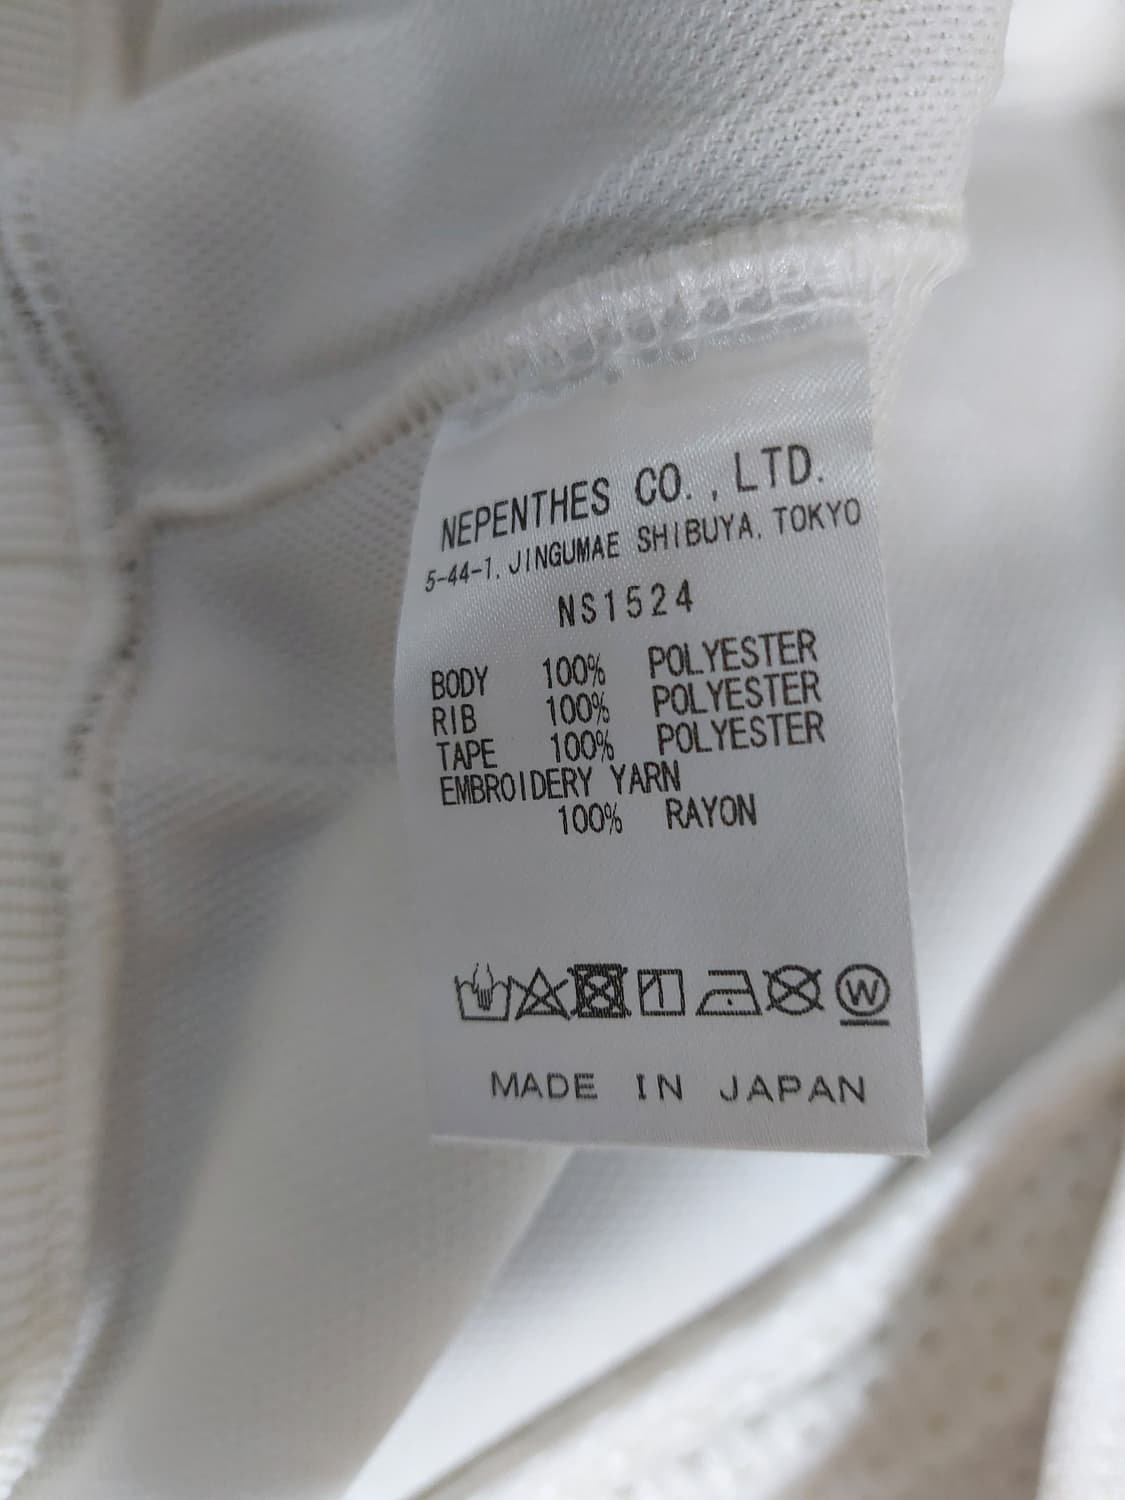 NEPENTHES CO., LTD.
5-44-1, JINGUMAE SHIBUYA, TOKYO
NS1524
BODY 100% POLYESTER
RIB 100% POLYESTER
TAPE 100% POLYESTER
EMBROIDERY YARN
100% RAYON
W
MADE IN JAPAN